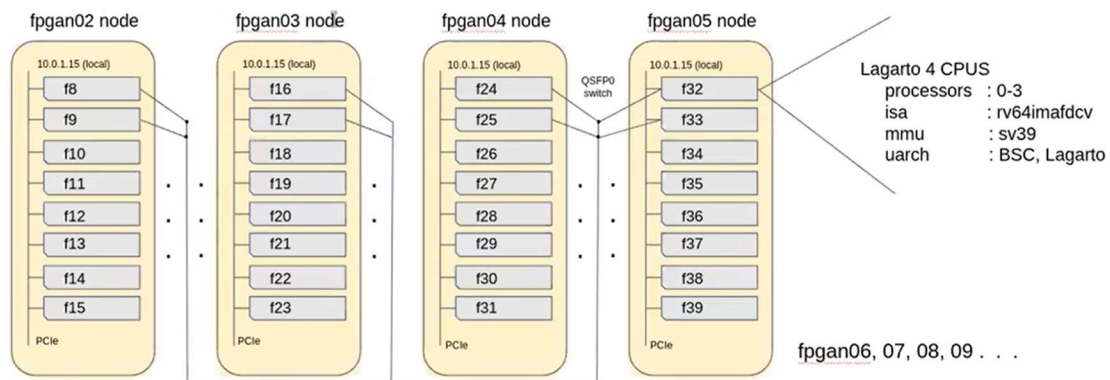 fpgan02 node
10.0.1.15 (local)
f8
f9
f10
f11
f12
f13
f14
f15
PCIe
fpgan03 node
10.0.1.15 (local)
f16
f17
f18
f19
f20
f21
f22
f23
PCIe
fpgan04 node
10.0.1.15 (local)
f24
f25
f26
f27
f28
f29
f30
f31
PCIe
QSFP0
switch
fpgan05 node
10.0.1.15 (local)
f32
f33
f34
f35
f36
f37
f38
f39
PCIe
Lagarto 4 CPUS
processors : 0-3
isa : rv64imafdcv
mmu : sv39
uarch : BSC, Lagarto
fpgan06, 07, 08, 09 . . .